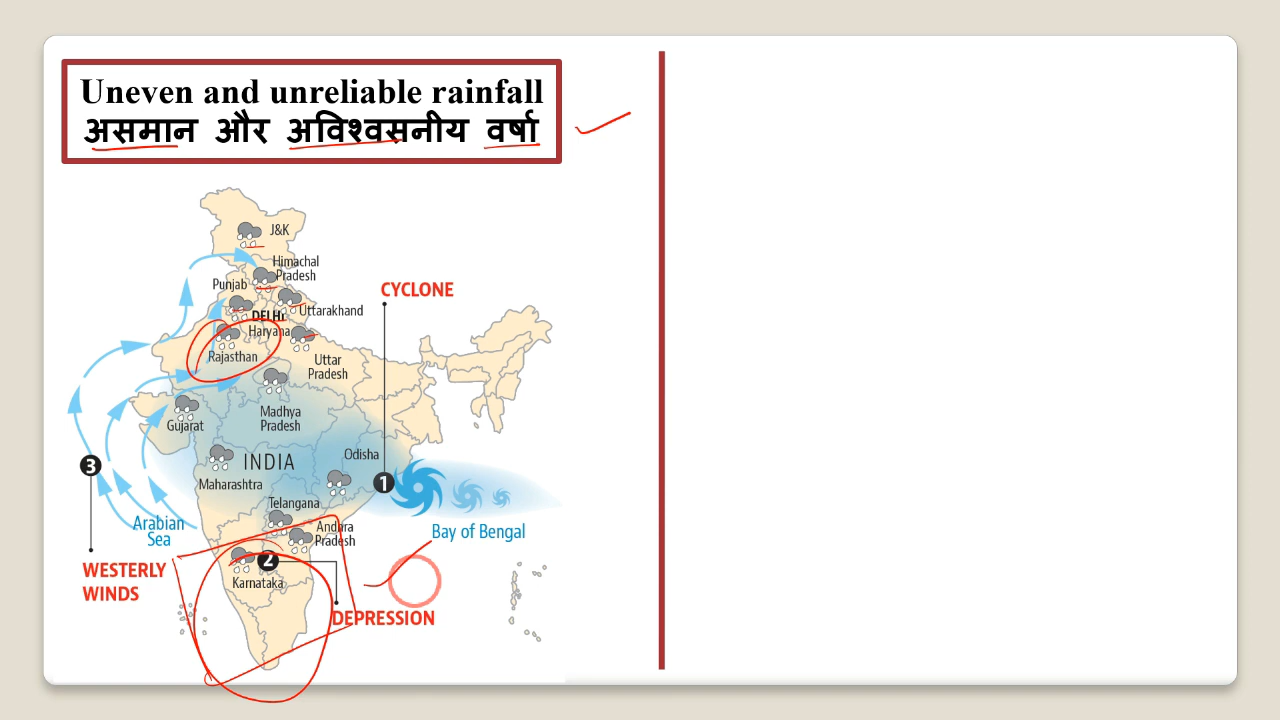 Uneven and unreliable rainfall
असमान और अविश्वसनीय वर्षा
J&K
Himachal
Pradesh
Punjab
CYCLONE
Uttarakhand
DELHI
Haryana
Rajasthan
Uttar
Pradesh
Madhya
Pradesh
Gujarat
INDIA
Odisha
3
Maharashtra
1
Telangana
Arabian
Sea
Andhra
Pradesh
Bay of Bengal
2
WESTERLY
WINDS
Karnataka
DEPRESSION